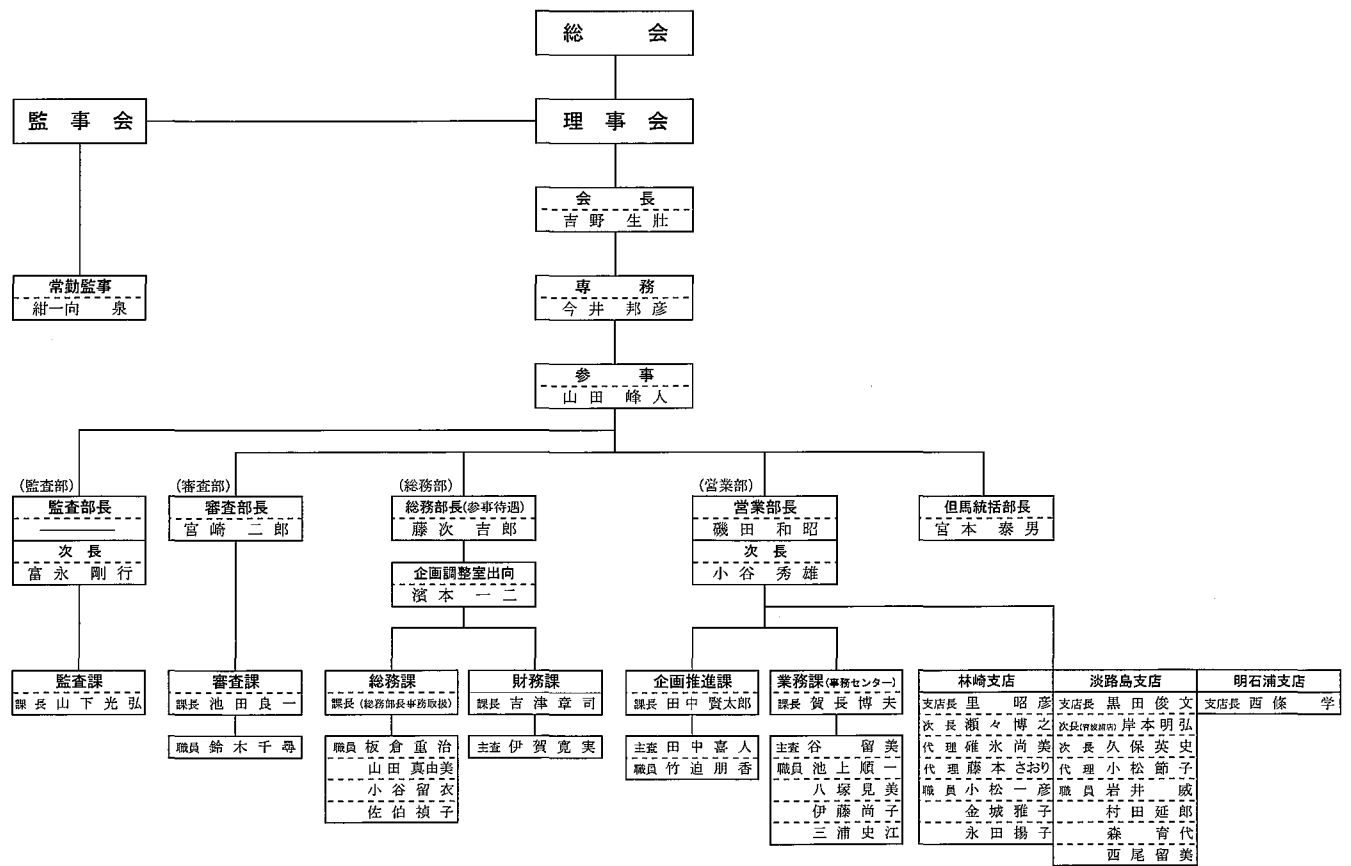 総会
監事会
理事会
会長
吉野 生壯
常勤監事
紺一向 泉
専務
今井 邦彦
参事
山田 峰人
(監査部)
監査部長
次長
富永 剛行
監査課
課長 山下光弘
(審査部)
審査部長
宮崎 二郎
審査課
課長 池田良一
職員 鈴木千尋
(総務部)
総務部長(参事待遇)
藤次 吉郎
企画調整室出向
濱本 一二
総務課
課長 (総務部長事務取扱)
職員 板倉重治
山田真由美
小谷留衣
佐伯禎子
財務課
課長 吉津章司
主査 伊賀寛実
(営業部)
営業部長
磯田 和昭
次長
小谷 秀雄
企画推進課
課長 田中賢太郎
主査 田中喜人
職員 竹迫朋香
業務課(事務センター)
課長 賀長博夫
主査 谷 留美
職員 池上順一
八塚見美
伊藤尚子
三浦史江
林崎支店
支店長 里 昭彦
次長 瀬々博之
代理 碓氷尚美
代理 藤本さおり
職員 小松一彦
金城雅子
永田揚子
淡路島支店
支店長 黒田俊文
次長 岸本明弘
次長 久保英史
代理 小松節子
職員 岩井 威
村田延郎
森 育代
西尾留美
明石浦支店
支店長 西條 学
但馬統括部長
宮本泰男